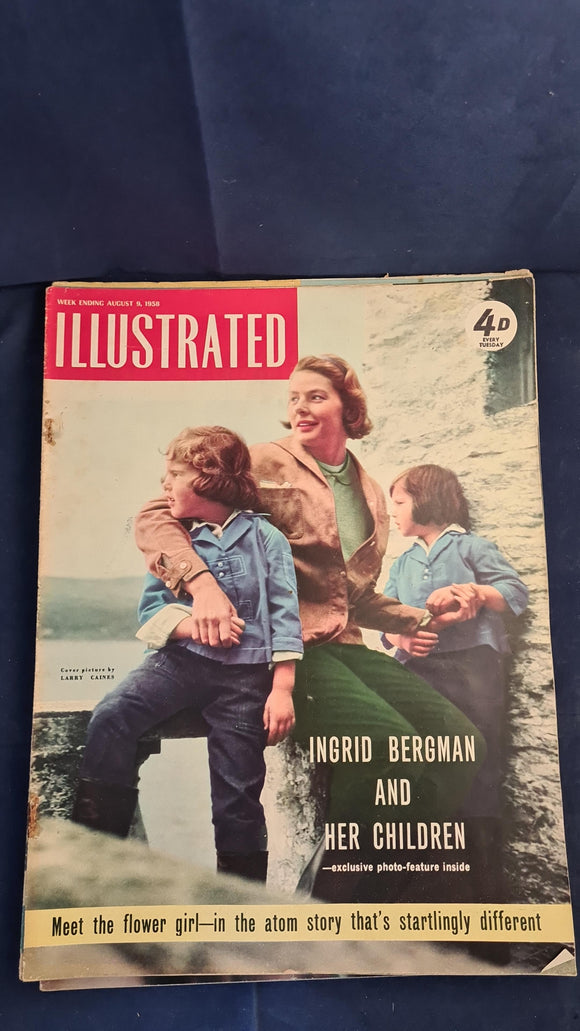 WEEK ENDING AUGUST 9, 1958
ILLUSTRATED
4D
EVERY
TUESDAY
Cover picture by
LARRY CAINES
INGRID BERGMAN
AND
HER CHILDREN
—exclusive photo-feature inside
Meet the flower girl—in the atom story that's startlingly different